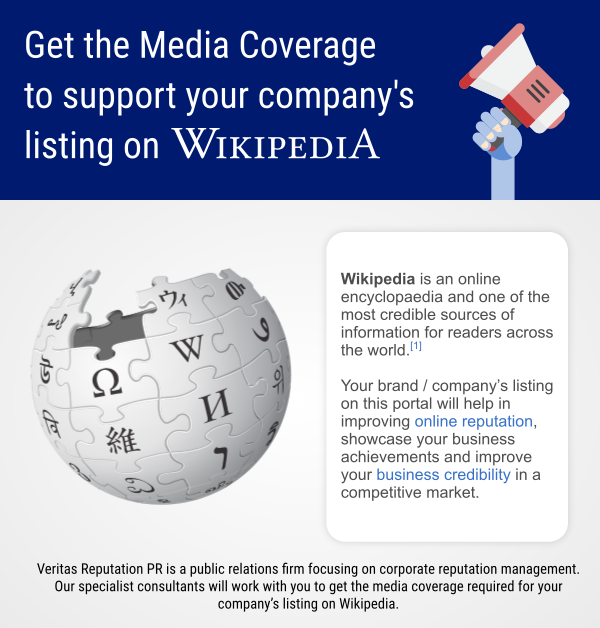 Get the Media Coverage
to support your company's
listing on WIKIPEDIA
Wikipedia is an online
encyclopaedia and one of the
most credible sources of
information for readers across
the world.[1]
Your brand / company's listing
on this portal will help in
improving online reputation,
showcase your business
achievements and improve
your business credibility in a
competitive market.
ウィ
W
Ω
И
維
Veritas Reputation PR is a public relations firm focusing on corporate reputation management.
Our specialist consultants will work with you to get the media coverage required for your
company's listing on Wikipedia.